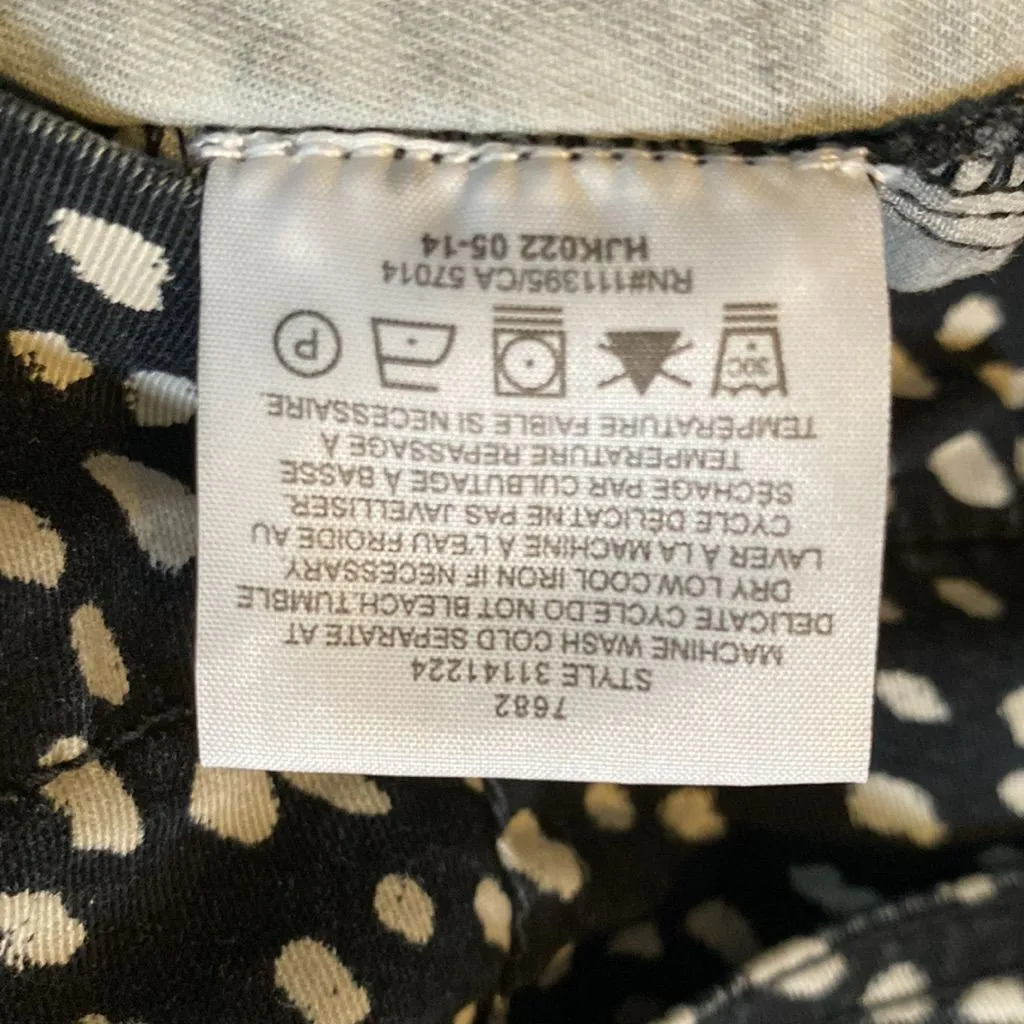 7682
STYLE 31141224
MACHINE WASH COLD SEPARATE AT
DELICATE CYCLE.DO NOT BLEACH.TUMBLE
DRY LOW.COOL IRON IF NECESSARY
LAVER À LA MACHINE À L'EAU FROIDE AU
CYCLE DÉLICAT NE PAS JAVELLISER.
SÉCHAGE PAR CULBUTAGE À BASSE
TEMPÉRATURE REPASSAGE À
TEMPÉRATURE FAIBLE SI NECESSAIRE.
30C P
RN#111395/CA 57014
HJK022 05-14